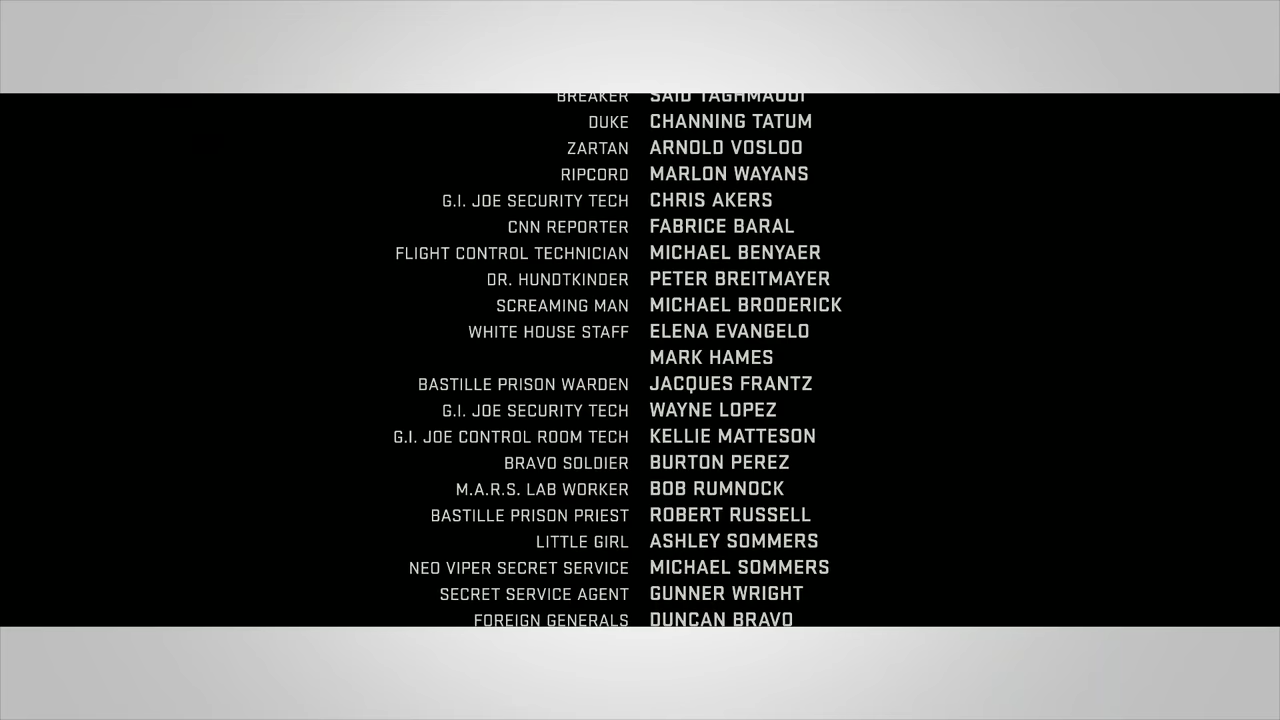 BREAKER SAÏD TAGHMAOUI
DUKE CHANNING TATUM
ZARTAN ARNOLD VOSLOO
RIPCORD MARLON WAYANS
G.I. JOE SECURITY TECH CHRIS AKERS
CNN REPORTER FABRICE BARAL
FLIGHT CONTROL TECHNICIAN MICHAEL BENYAER
DR. HUNDTKINDER PETER BREITMAYER
SCREAMING MAN MICHAEL BRODERICK
WHITE HOUSE STAFF ELENA EVANGELO
MARK HAMES
BASTILLE PRISON WARDEN JACQUES FRANTZ
G.I. JOE SECURITY TECH WAYNE LOPEZ
G.I. JOE CONTROL ROOM TECH KELLIE MATTESON
BRAVO SOLDIER BURTON PEREZ
M.A.R.S. LAB WORKER BOB RUMNOCK
BASTILLE PRISON PRIEST ROBERT RUSSELL
LITTLE GIRL ASHLEY SOMMERS
NEO VIPER SECRET SERVICE MICHAEL SOMMERS
SECRET SERVICE AGENT GUNNER WRIGHT
FOREIGN GENERALS DUNCAN BRAVO